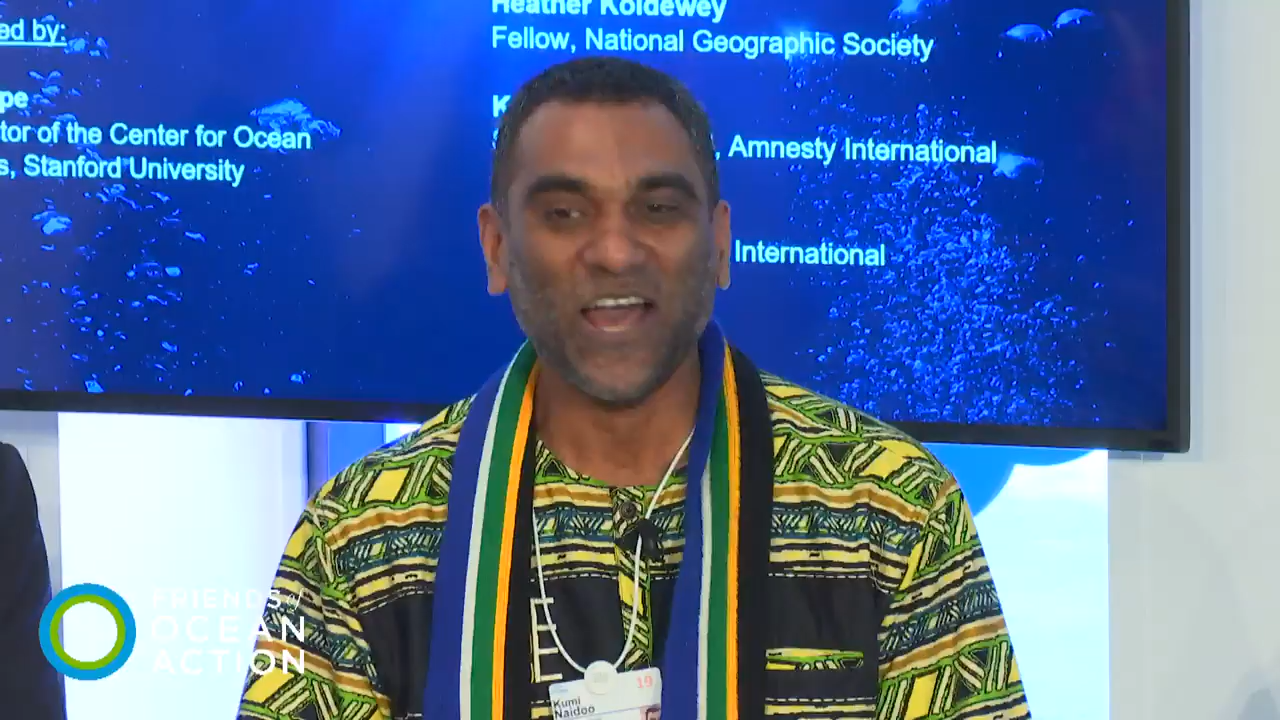 ed by:
pe
tor of the Center for Ocean
s, Stanford University
Heather Koldewey
Fellow, National Geographic Society
K
, Amnesty International
International
FRIENDS of
OCEAN
ACTION
E
E
19
Kumi
Naidoo